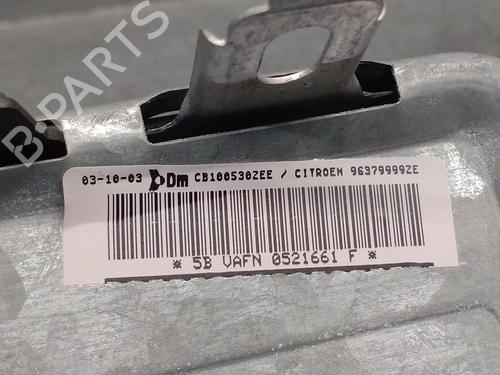 B-PARTS
03-10-03 Dm CB100530ZEE / CITROEN 96379999ZE
* 5B VAFN 0521661 F *